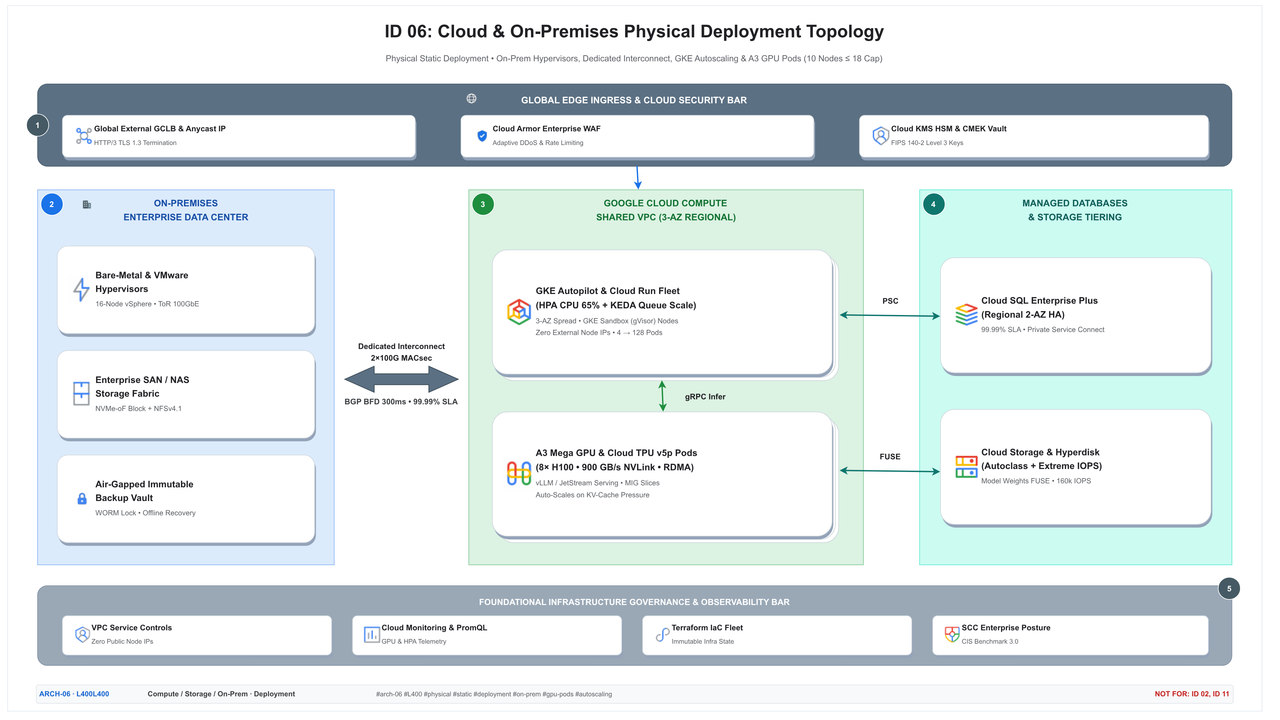 ID 06: Cloud & On-Premises Physical Deployment Topology
Physical Static Deployment • On-Prem Hypervisors, Dedicated Interconnect, GKE Autoscaling & A3 GPU Pods (10 Nodes ≤ 18 Cap)
GLOBAL EDGE INGRESS & CLOUD SECURITY BAR
1
Global External GCLB & Anycast IP
HTTP/3 TLS 1.3 Termination
Cloud Armor Enterprise WAF
Adaptive DDoS & Rate Limiting
Cloud KMS HSM & CMEK Vault
FIPS 140-2 Level 3 Keys
2
ON-PREMISES
ENTERPRISE DATA CENTER
Bare-Metal & VMware
Hypervisors
16-Node vSphere • ToR 100GbE
Enterprise SAN / NAS
Storage Fabric
NVMe-oF Block + NFSv4.1
Air-Gapped Immutable
Backup Vault
WORM Lock • Offline Recovery
Dedicated Interconnect
2×100G MACsec
BGP BFD 300ms • 99.99% SLA
3
GOOGLE CLOUD COMPUTE
SHARED VPC (3-AZ REGIONAL)
GKE Autopilot & Cloud Run Fleet
(HPA CPU 65% + KEDA Queue Scale)
3-AZ Spread • GKE Sandbox (gVisor) Nodes
Zero External Node IPs • 4 → 128 Pods
gRPC Infer
A3 Mega GPU & Cloud TPU v5p Pods
(8× H100 • 900 GB/s NVLink • RDMA)
vLLM / JetStream Serving • MIG Slices
Auto-Scales on KV-Cache Pressure
PSC
FUSE
4
MANAGED DATABASES
& STORAGE TIERING
Cloud SQL Enterprise Plus
(Regional 2-AZ HA)
99.99% SLA • Private Service Connect
Cloud Storage & Hyperdisk
(Autoclass + Extreme IOPS)
Model Weights FUSE • 160k IOPS
5
FOUNDATIONAL INFRASTRUCTURE GOVERNANCE & OBSERVABILITY BAR
VPC Service Controls
Zero Public Node IPs
Cloud Monitoring & PromQL
GPU & HPA Telemetry
Terraform IaC Fleet
Immutable Infra State
SCC Enterprise Posture
CIS Benchmark 3.0
ARCH-06 · L400L400
Compute / Storage / On-Prem · Deployment
#arch-06 #L400 #physical #static #deployment #on-prem #gpu-pods #autoscaling
NOT FOR: ID 02, ID 11